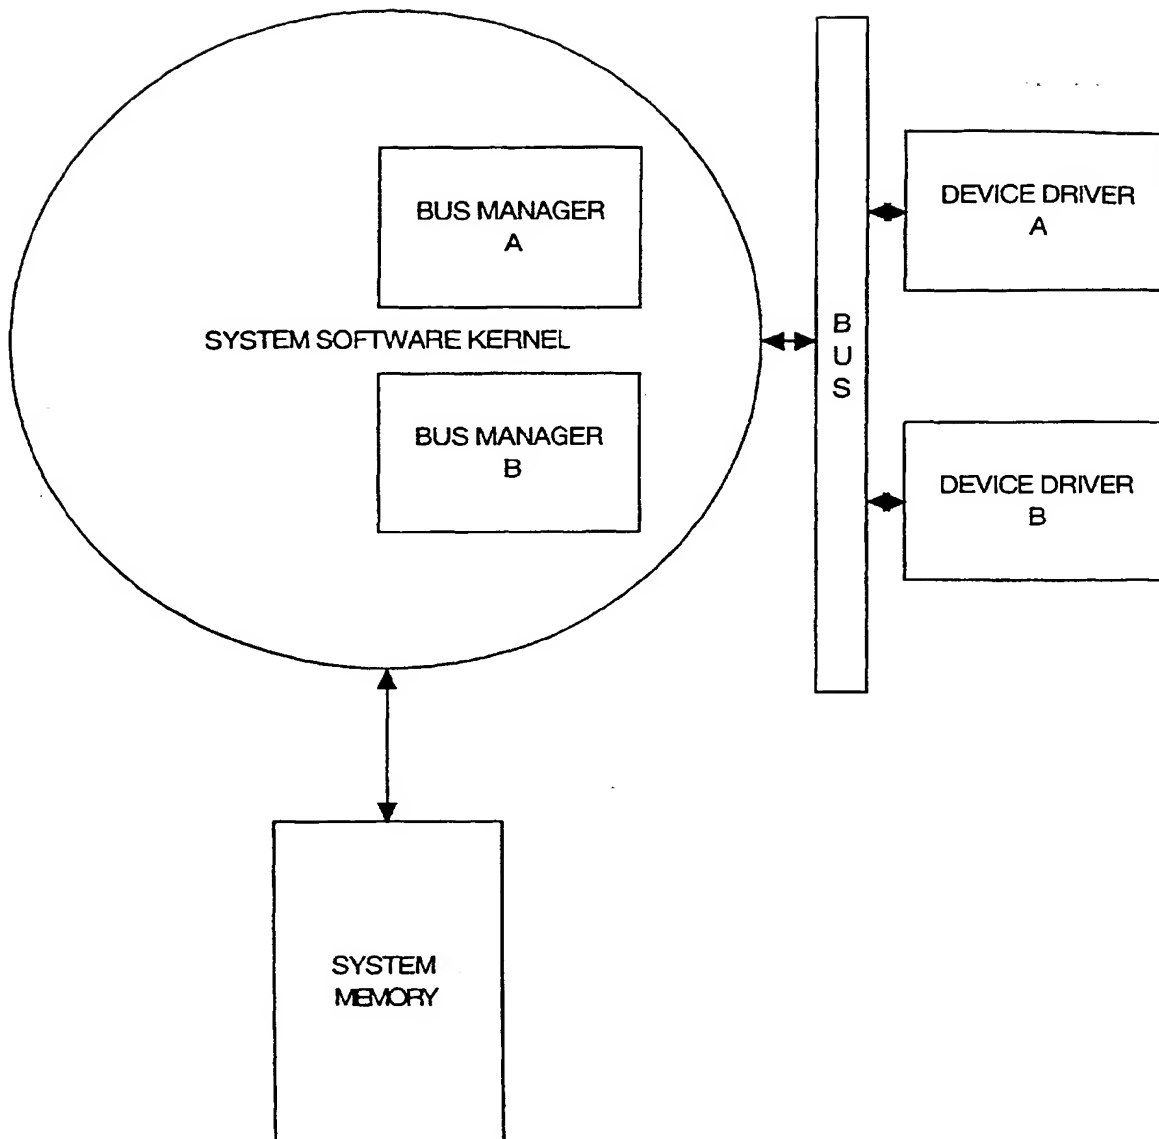 BUS MANAGER
A
SYSTEM SOFTWARE KERNEL
BUS MANAGER
B
B
U
S
DEVICE DRIVER
A
DEVICE DRIVER
B
SYSTEM
MEMORY